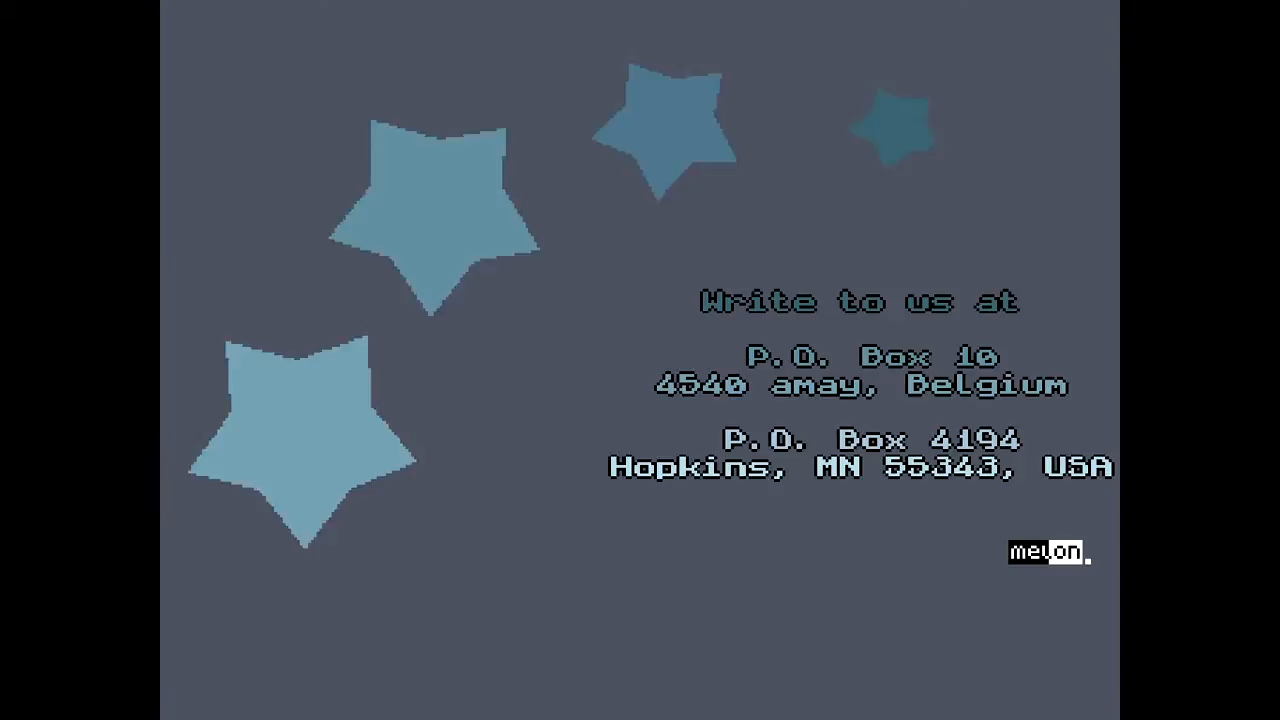 Write to us at
P.O. Box 10
4540 amay, Belgium
P.O. Box 4194
Hopkins, MN 55343, USA
melon.